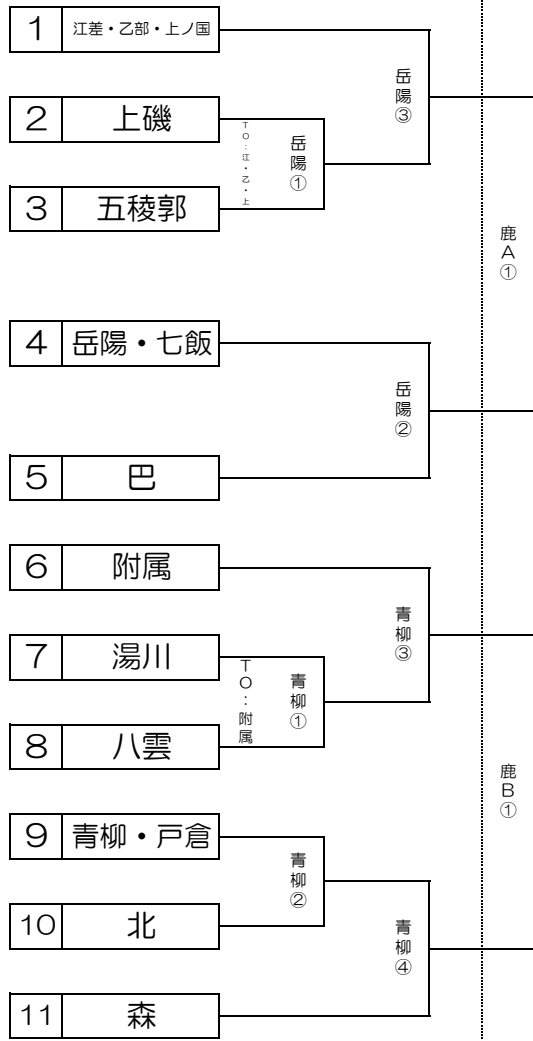 1 江差・乙部・上ノ国
岳陽③
2 上磯
TO:江・乙・上
岳陽①
3 五稜郭
鹿A①
4 岳陽・七飯
岳陽②
5 巴
6 附属
青柳③
7 湯川
TO:附属
青柳①
8 八雲
鹿B①
9 青柳・戸倉
青柳②
10 北
青柳④
11 森